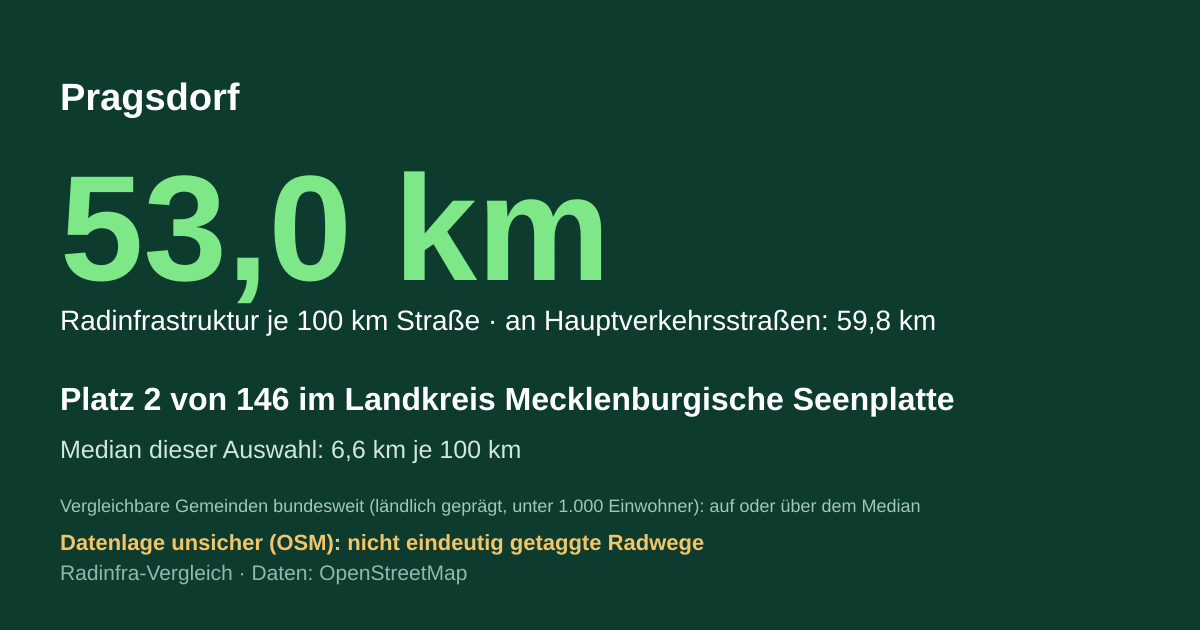 Pragsdorf
53,0 km
Radinfrastruktur je 100 km Straße · an Hauptverkehrsstraßen: 59,8 km
Platz 2 von 146 im Landkreis Mecklenburgische Seenplatte
Median dieser Auswahl: 6,6 km je 100 km
Vergleichbare Gemeinden bundesweit (ländlich geprägt, unter 1.000 Einwohner): auf oder über dem Median
Datenlage unsicher (OSM): nicht eindeutig getaggte Radwege
Radinfra-Vergleich · Daten: OpenStreetMap